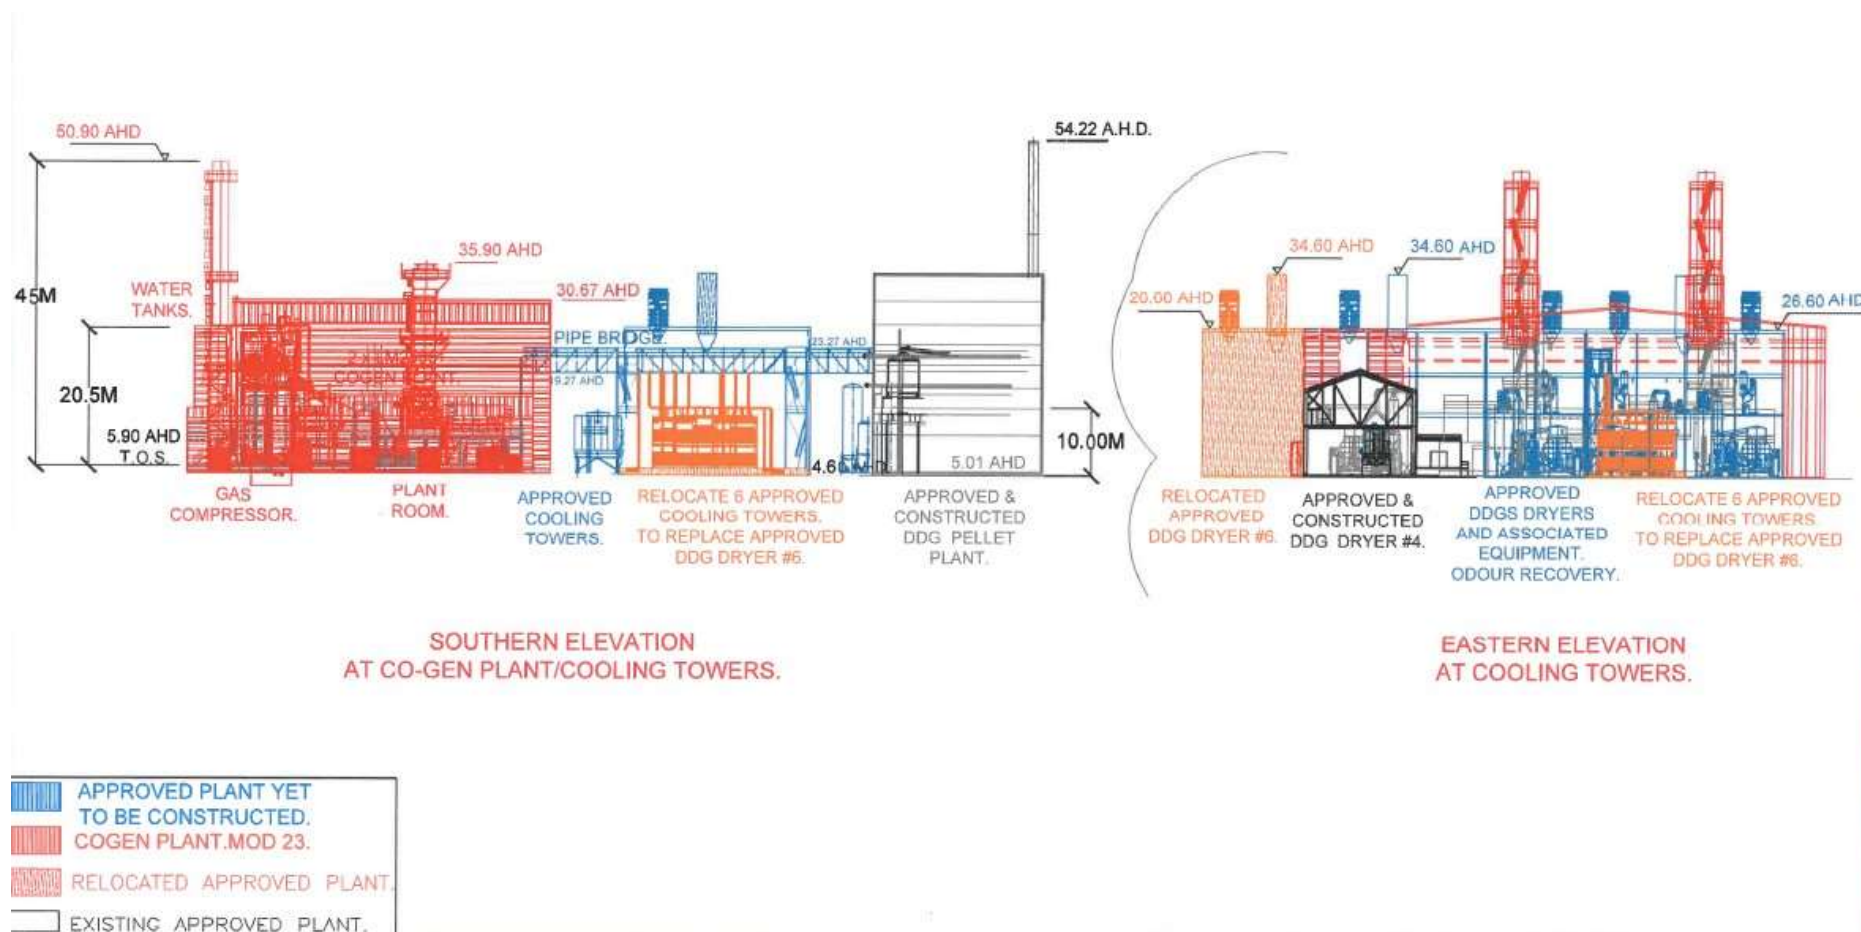 50.90 AHD
54.22 A.H.D.
45M
WATER
TANKS.
35.90 AHD
30.67 AHD
PIPE BRIDGE.
23.27 AHD
COGEN PLANT.
19.27 AHD
20.5M
5.90 AHD
T.O.S.
10.00M
5.01 AHD
GAS
COMPRESSOR.
PLANT
ROOM.
APPROVED
COOLING
TOWERS.
RELOCATE 6 APPROVED
COOLING TOWERS.
TO REPLACE APPROVED
DDG DRYER #6.
APPROVED &
CONSTRUCTED
DDG PELLET
PLANT.
34.60 AHD
34.60 AHD
20.00 AHD
26.60 AHD
RELOCATED
APPROVED
DDG DRYER #6.
APPROVED &
CONSTRUCTED
DDG DRYER #4.
APPROVED
DDGS DRYERS
AND ASSOCIATED
EQUIPMENT.
ODOUR RECOVERY.
RELOCATE 6 APPROVED
COOLING TOWERS
TO REPLACE APPROVED
DDG DRYER #6.
SOUTHERN ELEVATION
AT CO-GEN PLANT/COOLING TOWERS.
EASTERN ELEVATION
AT COOLING TOWERS.
APPROVED PLANT YET
TO BE CONSTRUCTED.
COGEN PLANT.MOD 23.
RELOCATED APPROVED PLANT.
EXISTING APPROVED PLANT.